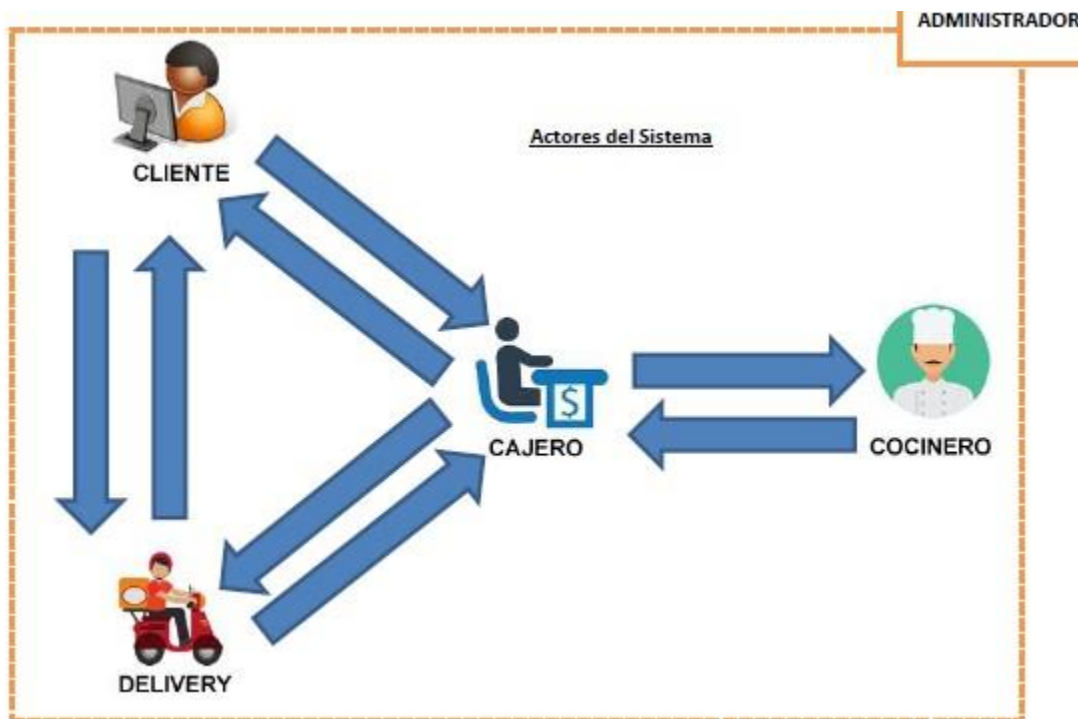 ADMINISTRADOR
Actores del Sistema
CLIENTE
$
CAJERO
COCINERO
DELIVERY